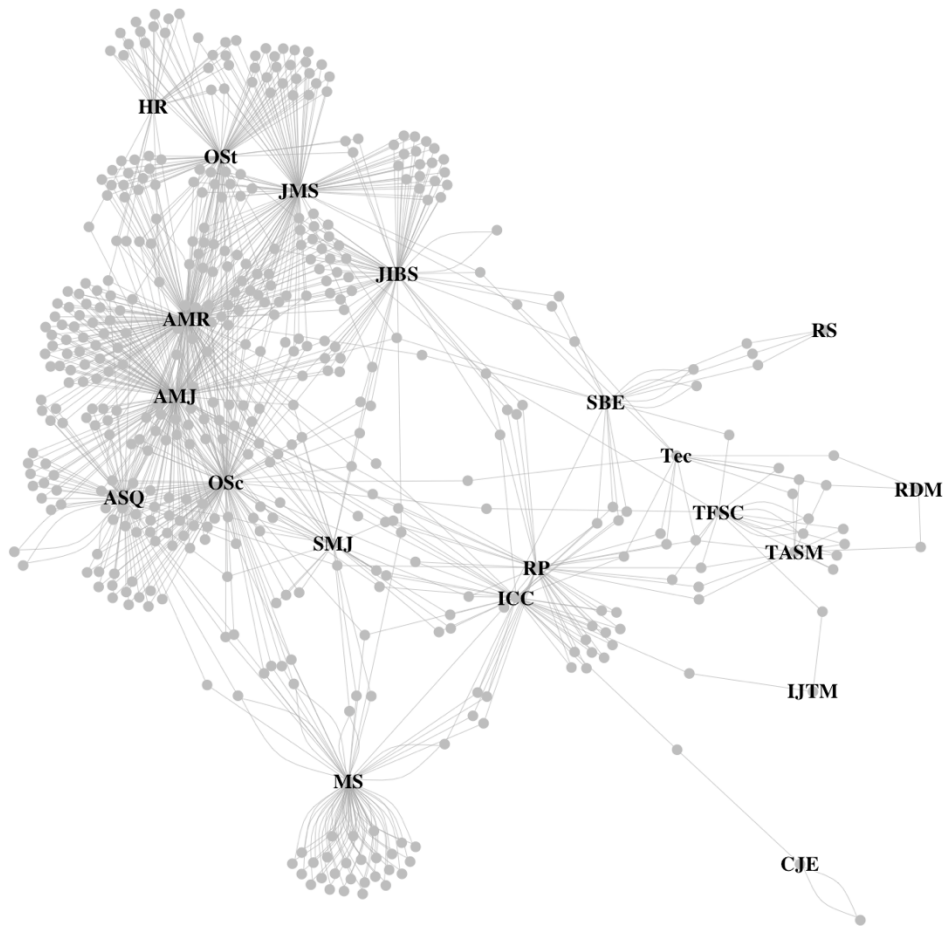 HR
OSt
JMS
JIBS
AMR
RS
AMJ
SBE
Tec
OSc
RDM
ASQ
TFSC
SMJ
TASM
RP
ICC
IJTM
MS
CJE